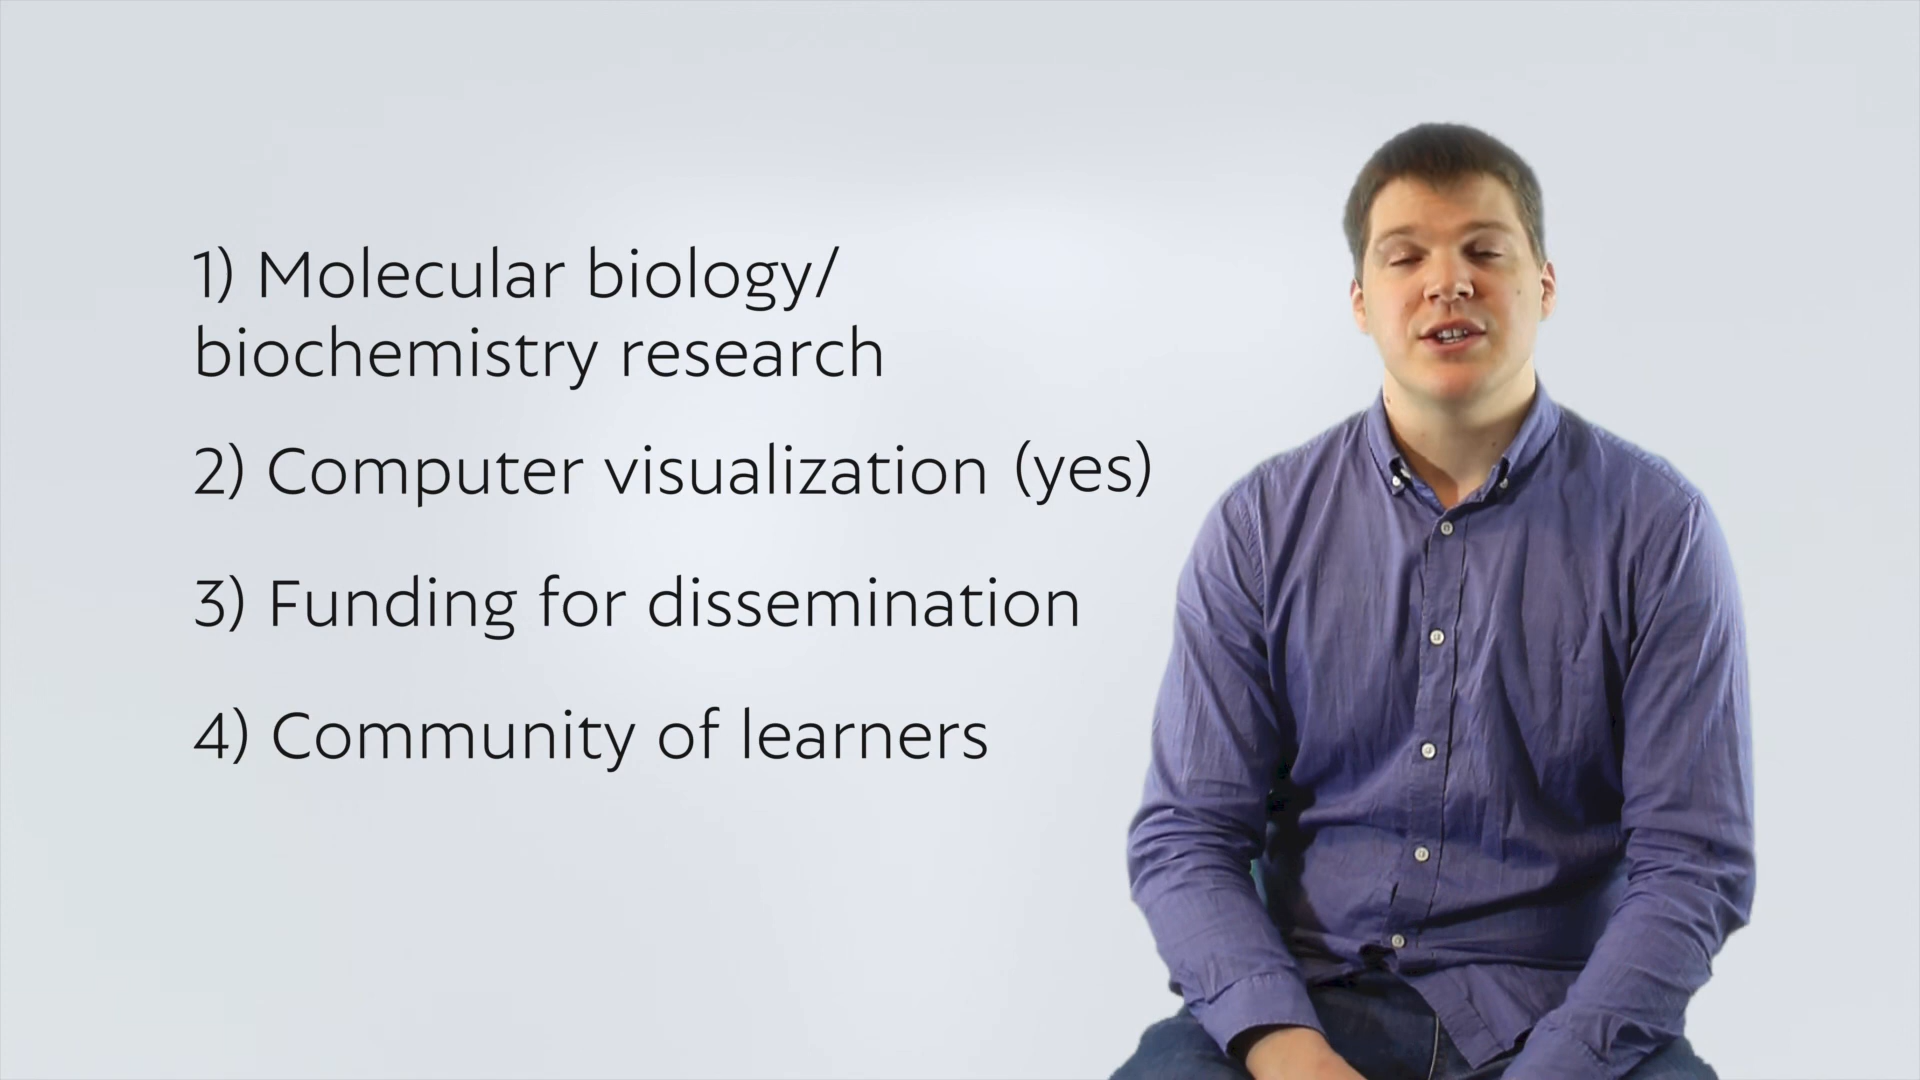 1) Molecular biology/
biochemistry research
2) Computer visualization (yes)
3) Funding for dissemination
4) Community of learners